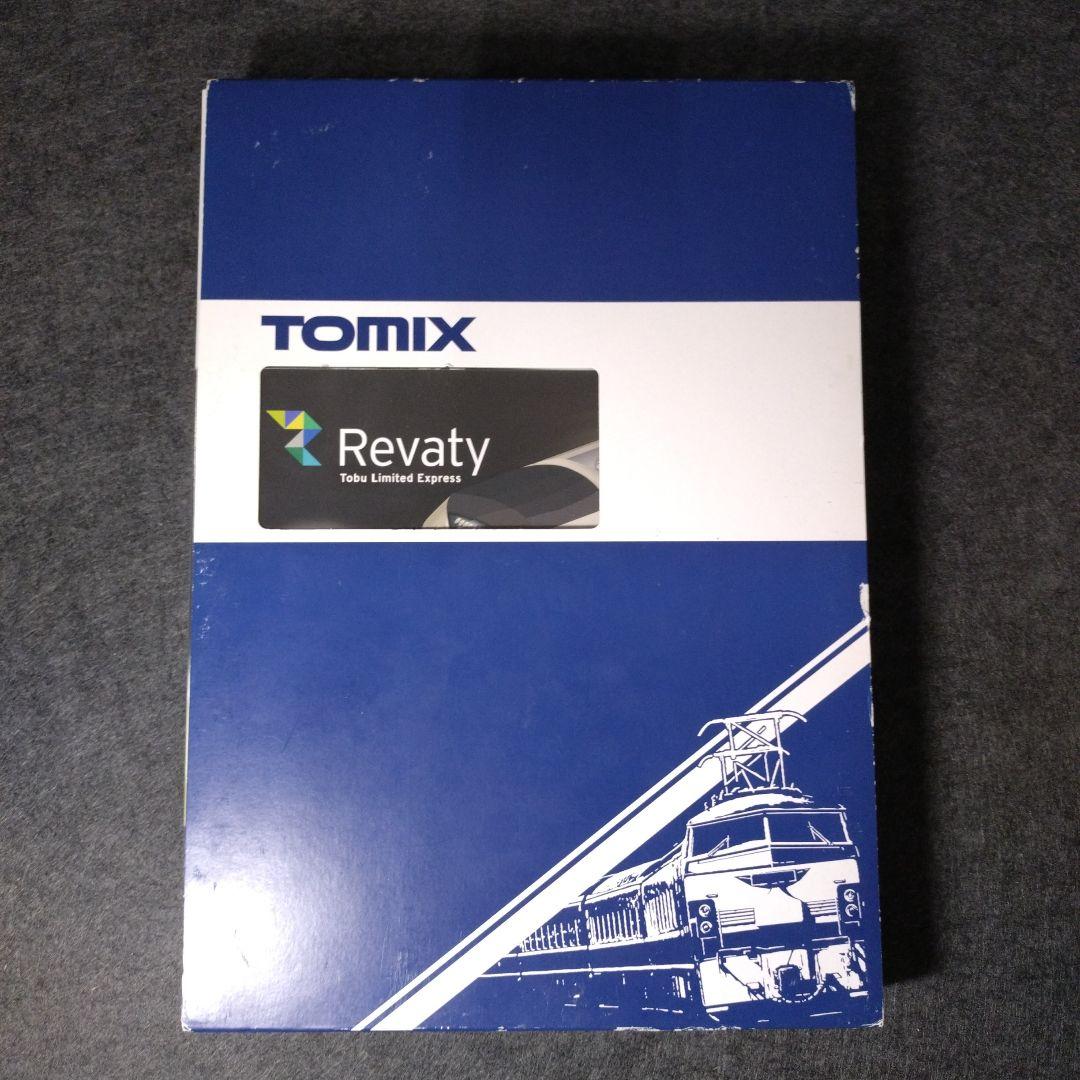 TOMIX
Revaty
Tobu Limited Express